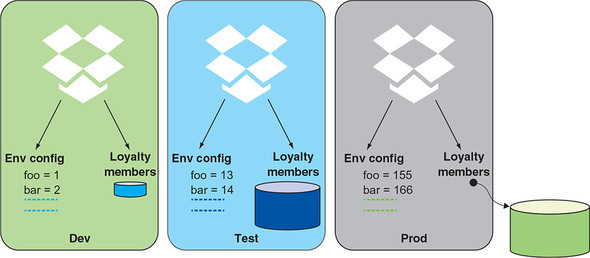 Env config
foo = 1
bar = 2
Loyalty
members
Dev
Env config
foo = 13
bar = 14
Loyalty
members
Test
Env config
foo = 155
bar = 166
Loyalty
members
Prod